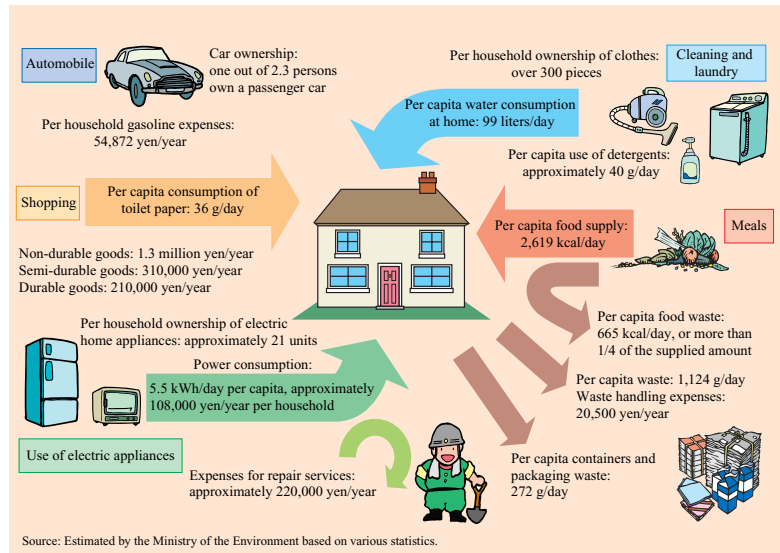 Automobile
Car ownership:
one out of 2.3 persons
own a passenger car
Per household gasoline expenses:
54,872 yen/year
Per household ownership of clothes:
over 300 pieces
Cleaning and
laundry
Per capita water consumption
at home: 99 liters/day
Per capita use of detergents:
approximately 40 g/day
Shopping
Per capita consumption of
toilet paper: 36 g/day
Non-durable goods: 1.3 million yen/year
Semi-durable goods: 310,000 yen/year
Durable goods: 210,000 yen/year
Per capita food supply:
2,619 kcal/day
Meals
Per household ownership of electric
home appliances: approximately 21 units
Power consumption:
5.5 kWh/day per capita, approximately
108,000 yen/year per household
Use of electric appliances
Per capita food waste:
665 kcal/day, or more than
1/4 of the supplied amount
Per capita waste: 1,124 g/day
Waste handling expenses:
20,500 yen/year
Expenses for repair services:
approximately 220,000 yen/year
Per capita containers and
packaging waste:
272 g/day
Source: Estimated by the Ministry of the Environment based on various statistics.